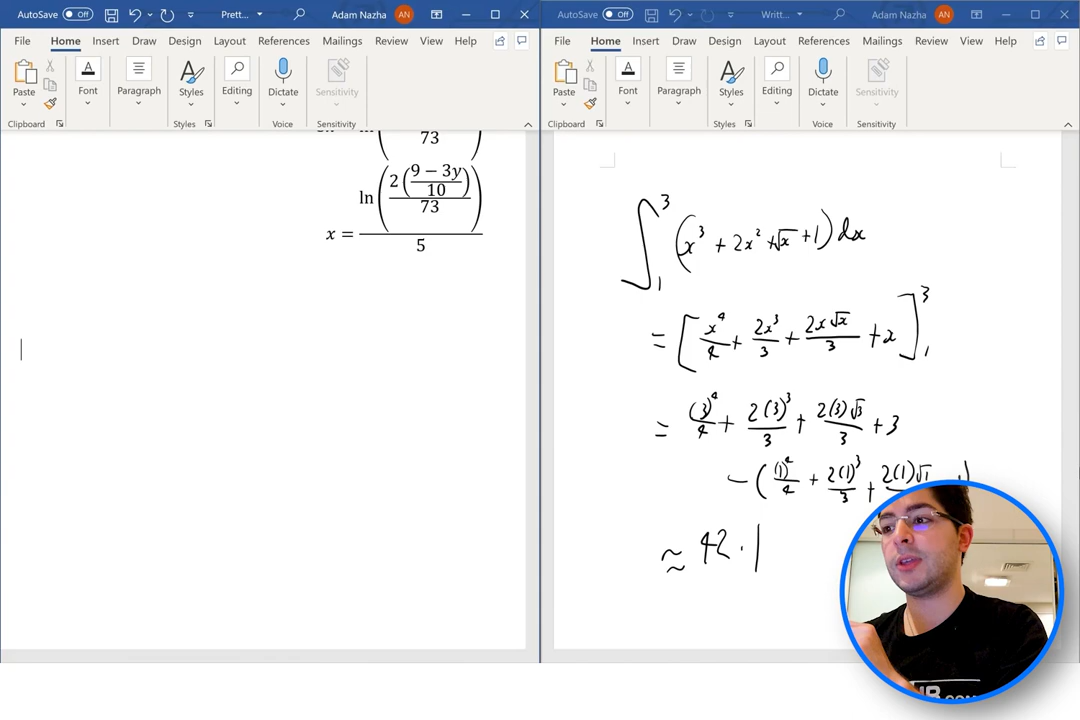 AutoSave Off Prett... Adam Nazha AN
File Home Insert Draw Design Layout References Mailings Review View Help
Paste Font Paragraph Styles Editing Dictate Sensitivity
Clipboard Styles Voice Sensitivity
73
ln(2((9 − 3y)/10)/73)
x = ———
5
AutoSave Off Writt... Adam Nazha AN
File Home Insert Draw Design Layout References Mailings Review View Help
Paste Font Paragraph Styles Editing Dictate Sensitivity
Clipboard Styles Voice Sensitivity
∫₁³ (x³ + 2x² + √x + 1) dx
= [x⁴/4 + 2x³/3 + 2x√x/3 + x]₁³
= (3)⁴/4 + 2(3)³/3 + 2(3)√3/3 + 3
− ((1)⁴/4 + 2(1)³/3 + 2(1)√1
≈ 42.1